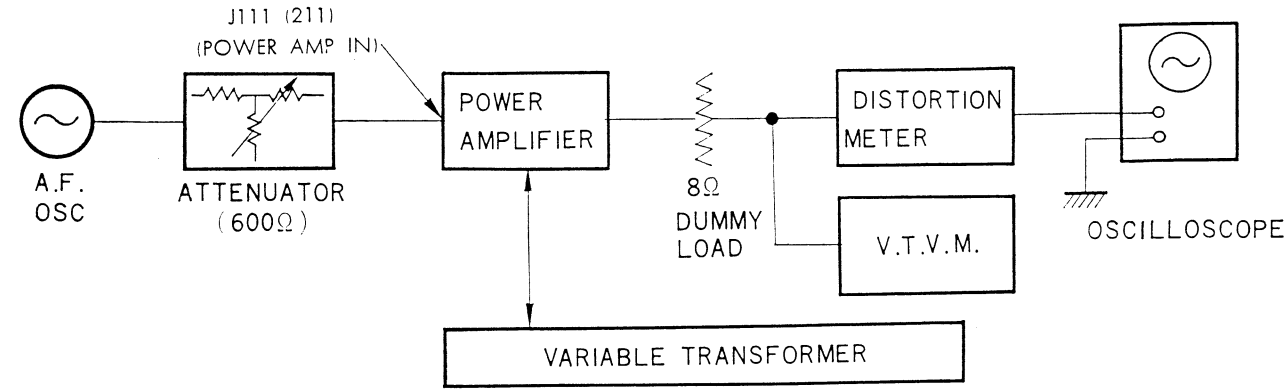 J111 (211)
(POWER AMP IN)
A.F.
OSC
ATTENUATOR
(600Ω)
POWER
AMPLIFIER
8Ω
DUMMY
LOAD
DISTORTION
METER
V.T.V.M.
OSCILLOSCOPE
VARIABLE TRANSFORMER